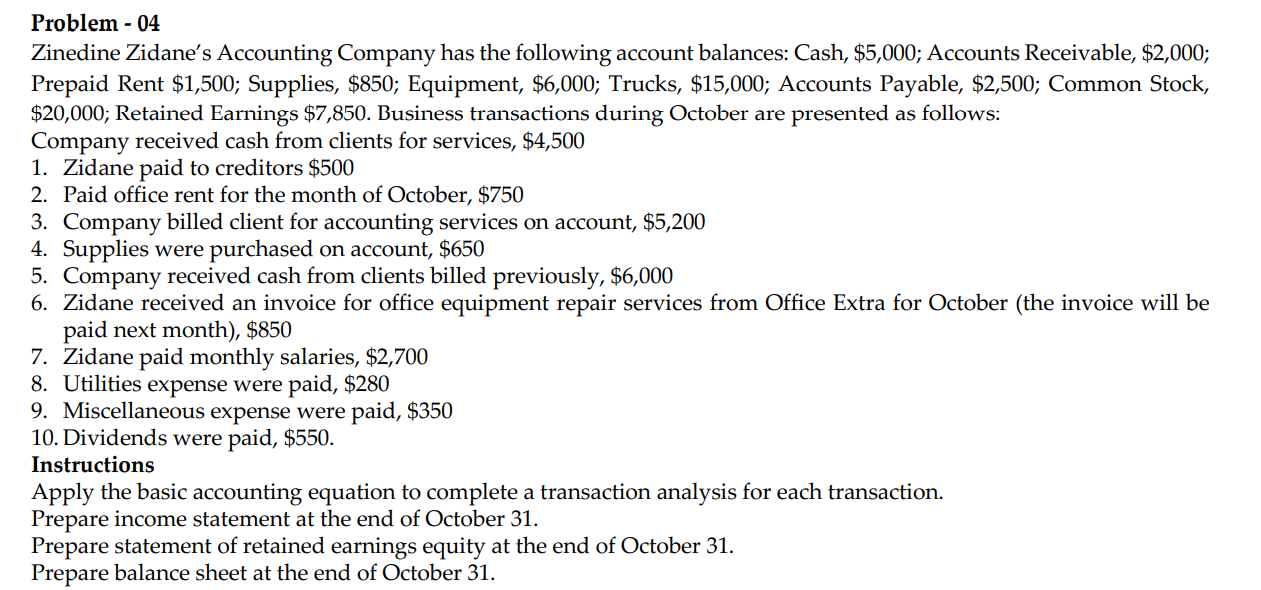 Problem - 04
Zinedine Zidane’s Accounting Company has the following account balances: Cash, $5,000; Accounts Receivable, $2,000;
Prepaid Rent $1,500; Supplies, $850; Equipment, $6,000; Trucks, $15,000; Accounts Payable, $2,500; Common Stock,
$20,000; Retained Earnings $7,850. Business transactions during October are presented as follows:
Company received cash from clients for services, $4,500
1. Zidane paid to creditors $500
2. Paid office rent for the month of October, $750
3. Company billed client for accounting services on account, $5,200
4. Supplies were purchased on account, $650
5. Company received cash from clients billed previously, $6,000
6. Zidane received an invoice for office equipment repair services from Office Extra for October (the invoice will be
paid next month), $850
7. Zidane paid monthly salaries, $2,700
8. Utilities expense were paid, $280
9. Miscellaneous expense were paid, $350
10. Dividends were paid, $550.
Instructions
Apply the basic accounting equation to complete a transaction analysis for each transaction.
Prepare income statement at the end of October 31.
Prepare statement of retained earnings equity at the end of October 31.
Prepare balance sheet at the end of October 31.